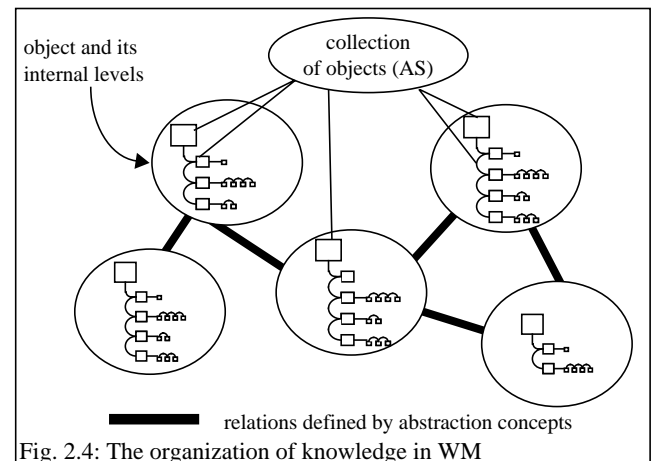 object and its
internal levels
collection
of objects (AS)
relations defined by abstraction concepts
Fig. 2.4: The organization of knowledge in WM